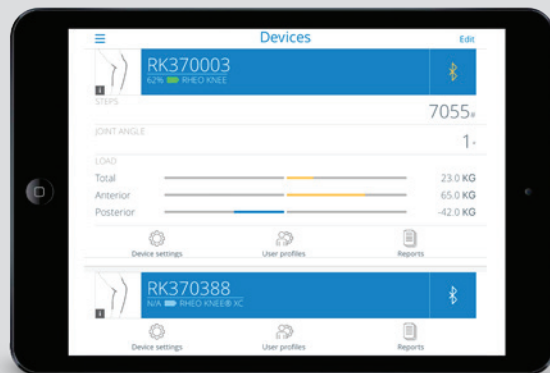 Devices Edit
RK370003
62% RHEO KNEE
STEPS
7055#
JOINT ANGLE
1°
LOAD
Total 23.0 KG
Anterior 65.0 KG
Posterior -42.0 KG
Device settings User profiles Reports
RK370388
N/A RHEO KNEE® XC
Device settings User profiles Reports